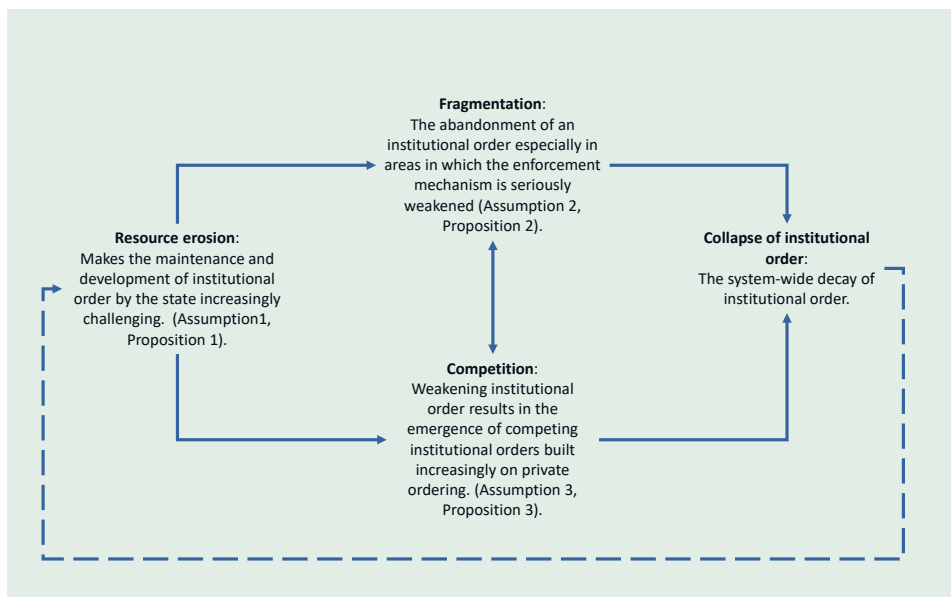 Fragmentation:
The abandonment of an
institutional order especially in
areas in which the enforcement
mechanism is seriously
weakened (Assumption 2,
Proposition 2).
Resource erosion:
Makes the maintenance and
development of institutional
order by the state increasingly
challenging. (Assumption1,
Proposition 1).
Collapse of institutional
order:
The system-wide decay of
institutional order.
Competition:
Weakening institutional
order results in the
emergence of competing
institutional orders built
increasingly on private
ordering. (Assumption 3,
Proposition 3).